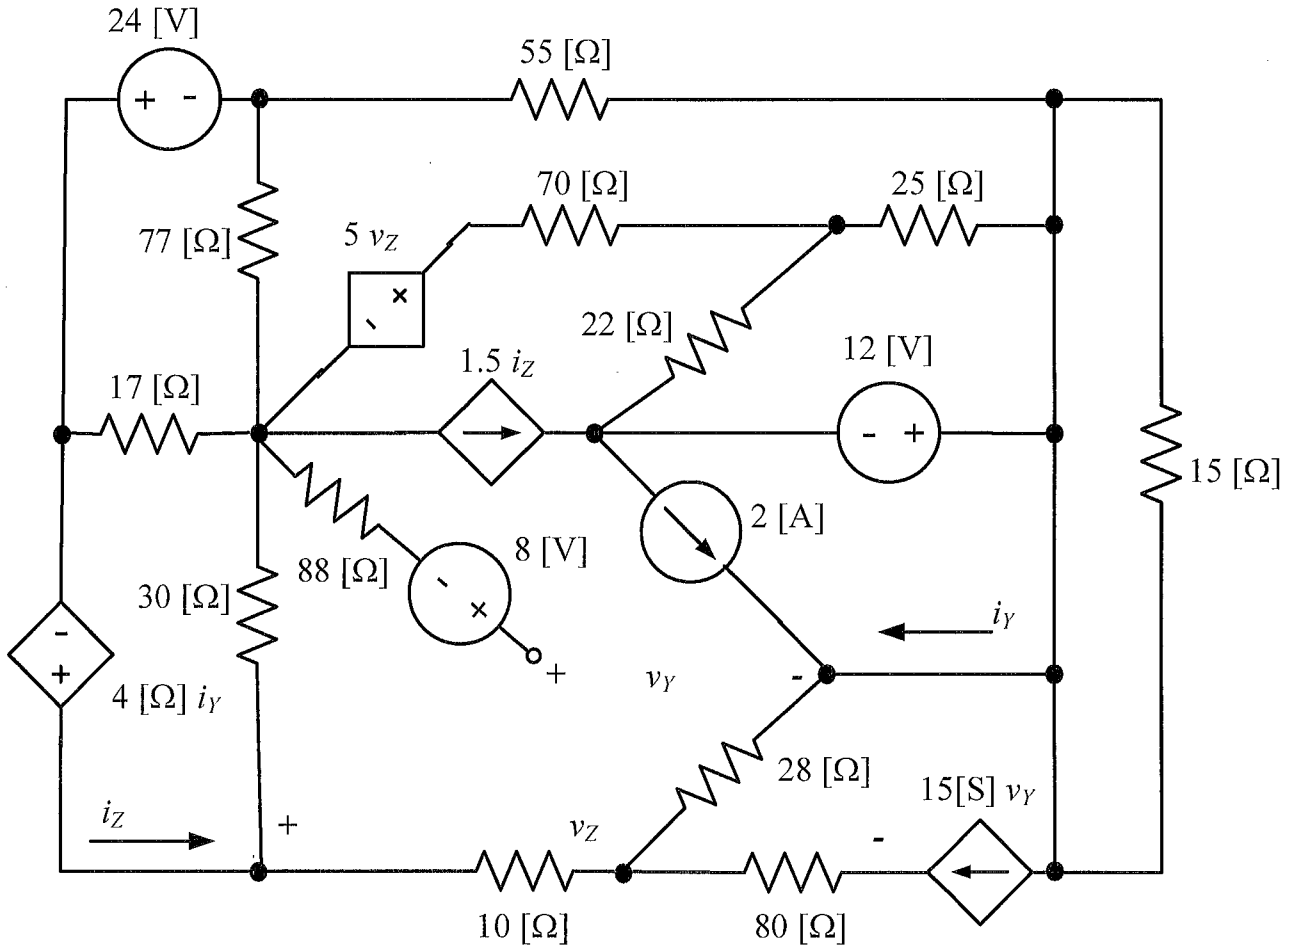 24 [V]
55 [Ω]
+ -
70 [Ω]
25 [Ω]
77 [Ω]
5 v_Z
+
-
22 [Ω]
12 [V]
1.5 i_Z
17 [Ω]
- +
15 [Ω]
2 [A]
8 [V]
88 [Ω]
-
+
30 [Ω]
i_Y
-
+
+
v_Y
-
4 [Ω] i_Y
28 [Ω]
15[S] v_Y
i_Z
+
v_Z
-
10 [Ω]
80 [Ω]